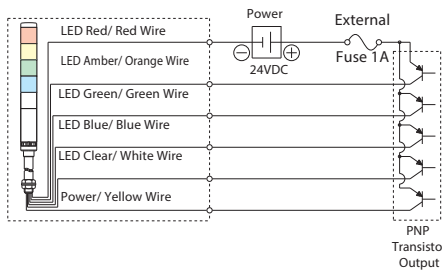 LED Red/ Red Wire
LED Amber/ Orange Wire
LED Green/ Green Wire
LED Blue/ Blue Wire
LED Clear/ White Wire
Power/ Yellow Wire
Power
24VDC
External
Fuse 1A
PNP
Transisto
Output